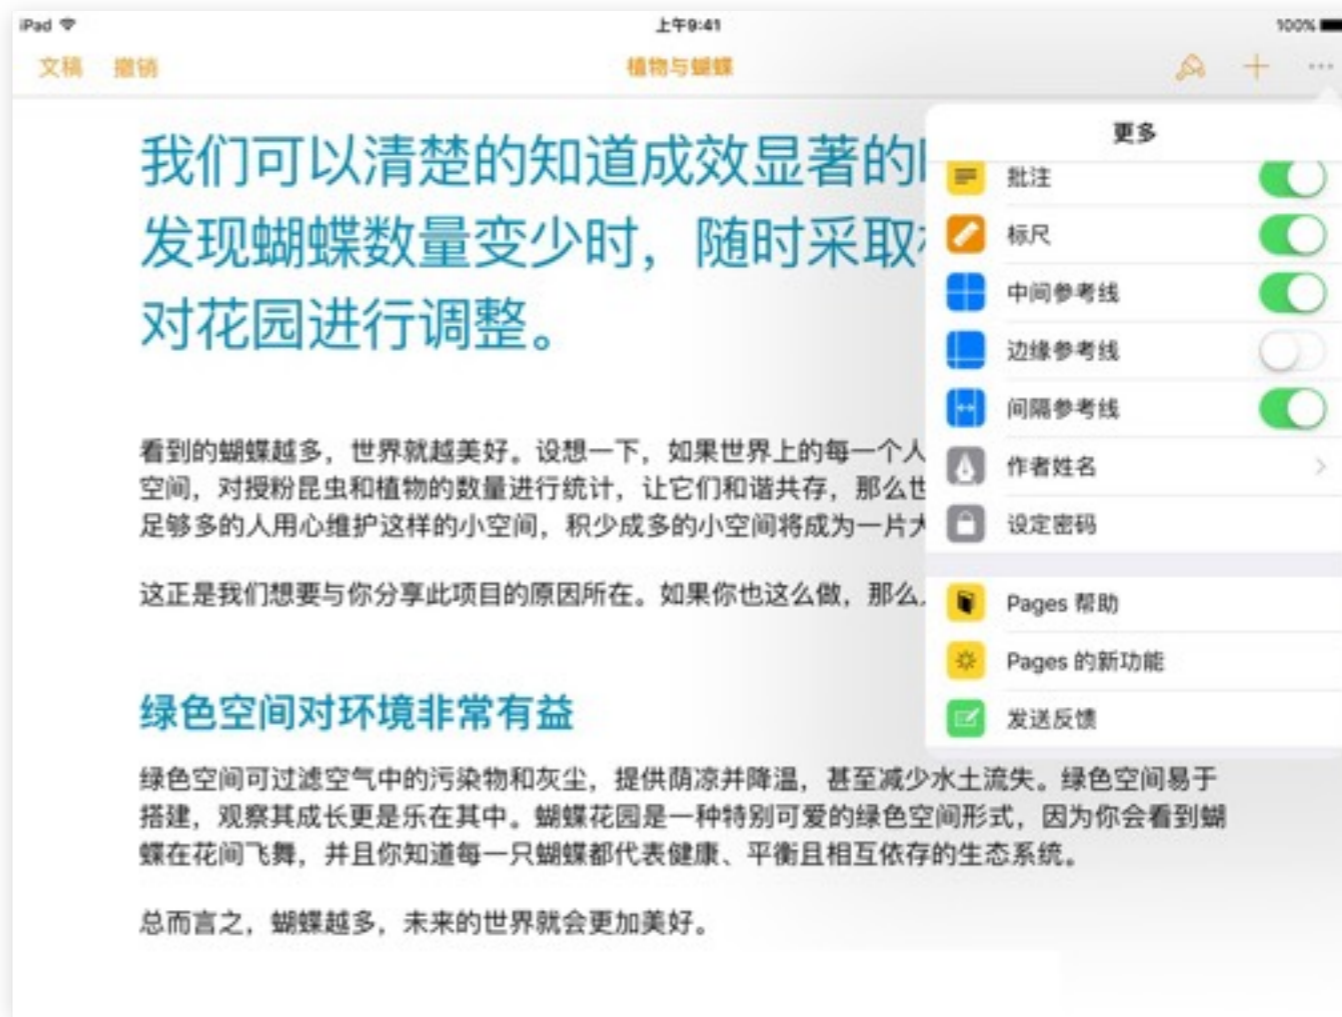 iPad
上午9:41
100%
文稿 撤销
植物与蝴蝶
我们可以清楚的知道成效显著的
发现蝴蝶数量变少时，随时采取
对花园进行调整。
看到的蝴蝶越多，世界就越美好。设想一下，如果世界上的每一个人
空间，对授粉昆虫和植物的数量进行统计，让它们和谐共存，那么世
足够多的人用心维护这样的小空间，积少成多的小空间将成为一片大
这正是我们想要与你分享此项目的原因所在。如果你也这么做，那么
绿色空间对环境非常有益
绿色空间可过滤空气中的污染物和灰尘，提供荫凉并降温，甚至减少水土流失。绿色空间易于
搭建，观察其成长更是乐在其中。蝴蝶花园是一种特别可爱的绿色空间形式，因为你会看到蝴
蝶在花间飞舞，并且你知道每一只蝴蝶都代表健康、平衡且相互依存的生态系统。
总而言之，蝴蝶越多，未来的世界就会更加美好。
更多
批注
标尺
中间参考线
边缘参考线
间隔参考线
作者姓名
设定密码
Pages 帮助
Pages 的新功能
发送反馈